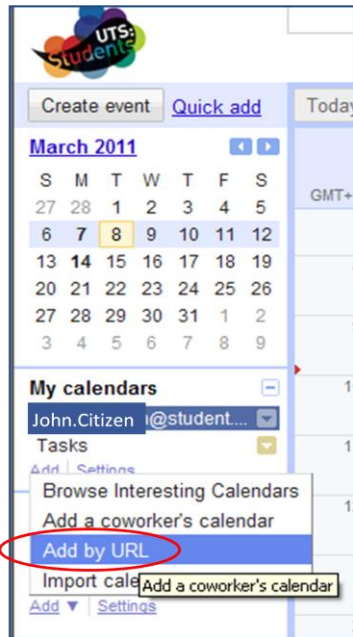 UTS:
Students
Create event Quick add Today
March 2011
S M T W T F S
27 28 1 2 3 4 5
6 7 8 9 10 11 12
13 14 15 16 17 18 19
20 21 22 23 24 25 26
27 28 29 30 31 1 2
3 4 5 6 7 8 9
GMT+
My calendars
John.Citizen @student....
Tasks
Add Settings
Browse Interesting Calendars
Add a coworker's calendar
Add by URL
Import cale
Add a coworker's calendar
Add ▼ Settings